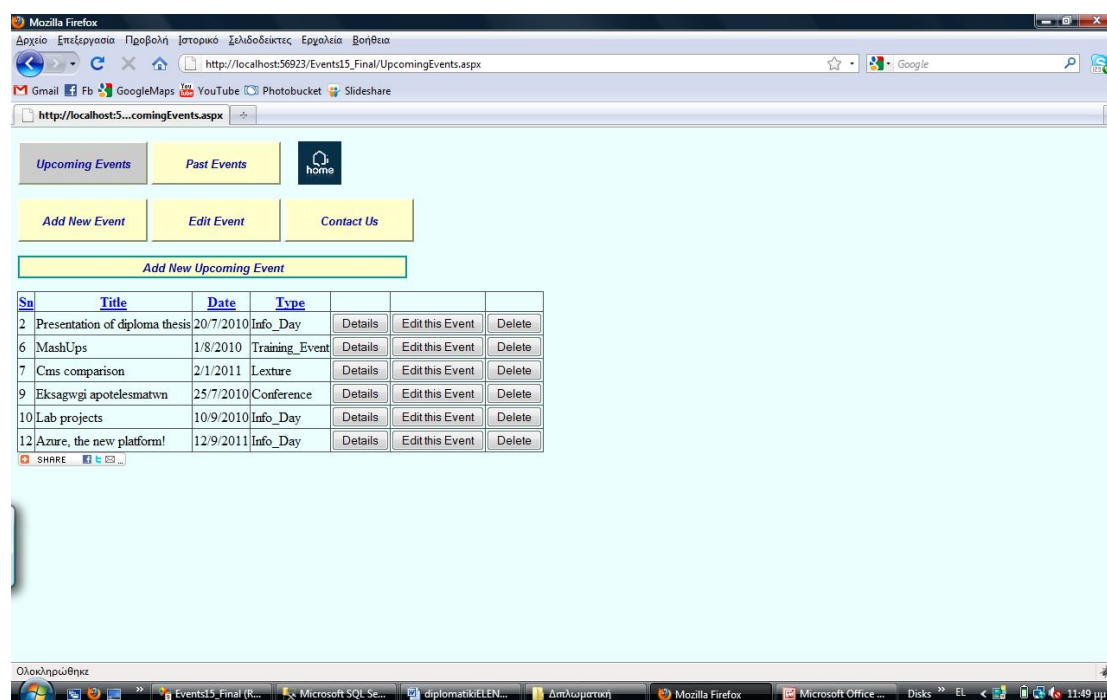 Mozilla Firefox
Αρχείο Επεξεργασία Προβολή Ιστορικό Σελιδοδείκτες Εργαλεία Βοήθεια
http://localhost:56923/Events15_Final/UpcomingEvents.aspx Google
Gmail Fb GoogleMaps YouTube Photobucket Slideshare
http://localhost:5...comingEvents.aspx
Upcoming Events Past Events home
Add New Event Edit Event Contact Us
Add New Upcoming Event
Sn Title Date Type
2 Presentation of diploma thesis 20/7/2010 Info_Day Details Edit this Event Delete
6 MashUps 1/8/2010 Training_Event Details Edit this Event Delete
7 Cms comparison 2/1/2011 Lexture Details Edit this Event Delete
9 Eksagwgi apotelesmatwn 25/7/2010 Conference Details Edit this Event Delete
10 Lab projects 10/9/2010 Info_Day Details Edit this Event Delete
12 Azure, the new platform! 12/9/2011 Info_Day Details Edit this Event Delete
SHARE
Ολοκληρώθηκε
Events15_Final (R... Microsoft SQL Se... diplomatikiELEN... Διπλωματική Mozilla Firefox Microsoft Office ... Disks » EL 11:49 μμ